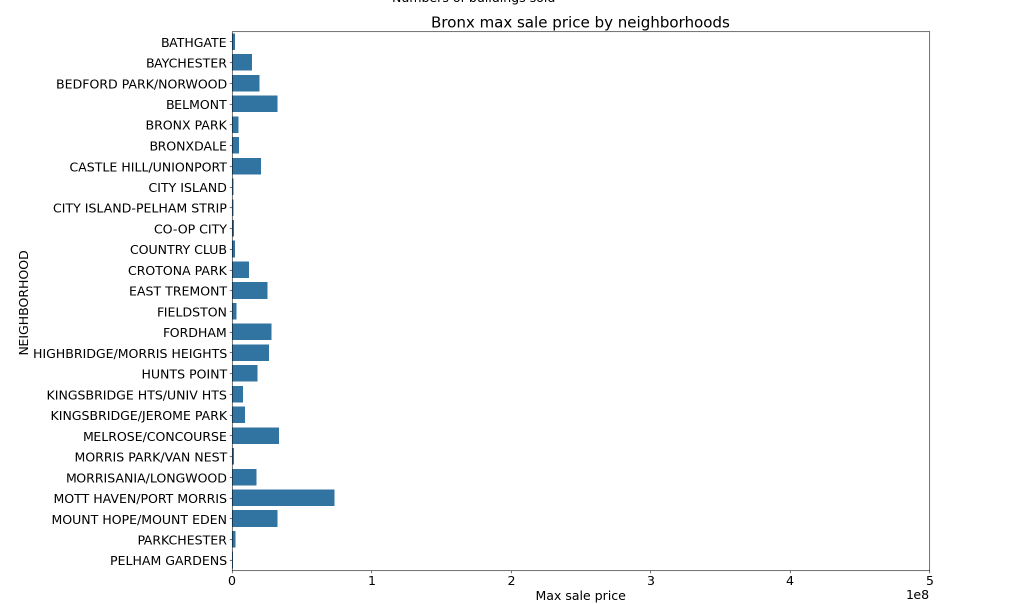 Numbers of buildings sold
Bronx max sale price by neighborhoods
BATHGATE
BAYCHESTER
BEDFORD PARK/NORWOOD
BELMONT
BRONX PARK
BRONXDALE
CASTLE HILL/UNIONPORT
CITY ISLAND
CITY ISLAND-PELHAM STRIP
CO-OP CITY
COUNTRY CLUB
CROTONA PARK
EAST TREMONT
FIELDSTON
FORDHAM
HIGHBRIDGE/MORRIS HEIGHTS
HUNTS POINT
KINGSBRIDGE HTS/UNIV HTS
KINGSBRIDGE/JEROME PARK
MELROSE/CONCOURSE
MORRIS PARK/VAN NEST
MORRISANIA/LONGWOOD
MOTT HAVEN/PORT MORRIS
MOUNT HOPE/MOUNT EDEN
PARKCHESTER
PELHAM GARDENS
NEIGHBORHOOD
0 1 2 3 4 5
1e8
Max sale price